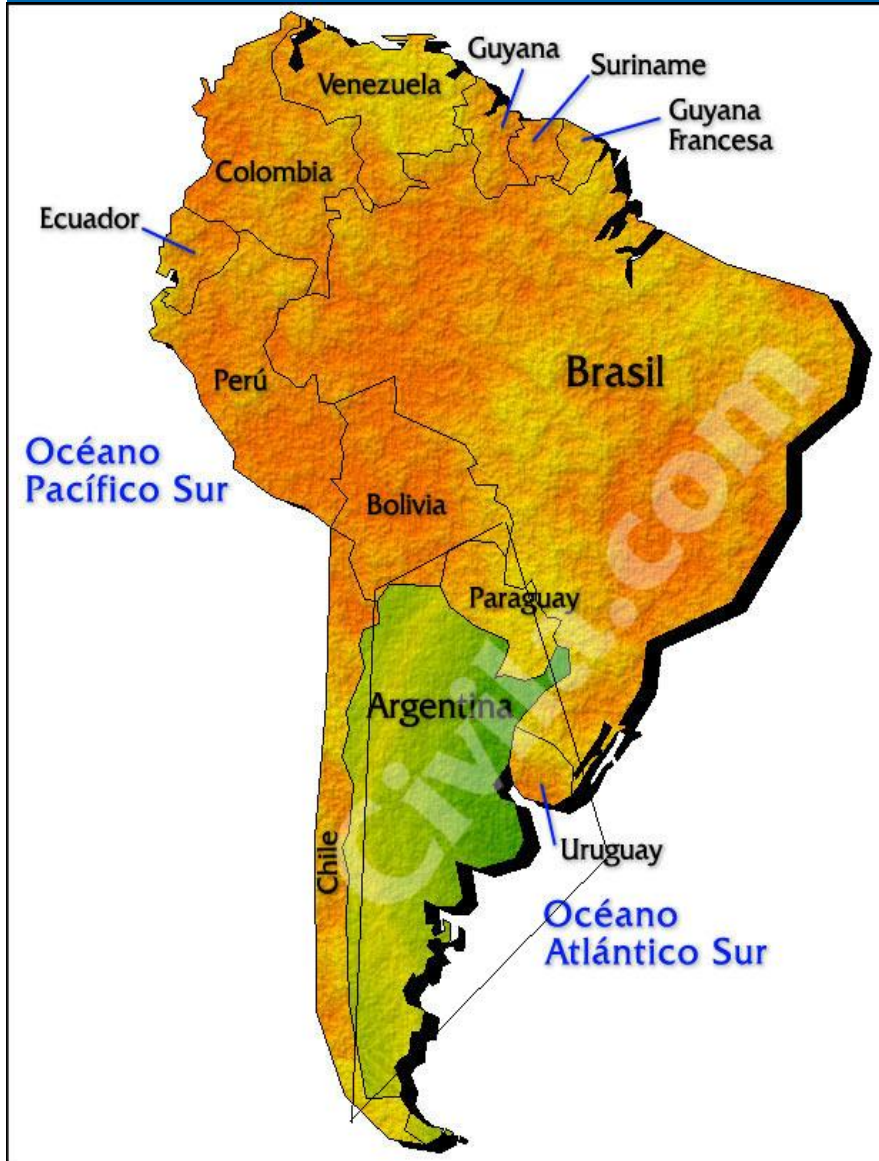 Guyana
Suriname
Venezuela
Guyana
Francesa
Colombia
Ecuador
Brasil
Perú
Océano
Pacífico Sur
Bolivia
Paraguay
Argentina
Chile
Uruguay
Océano
Atlántico Sur